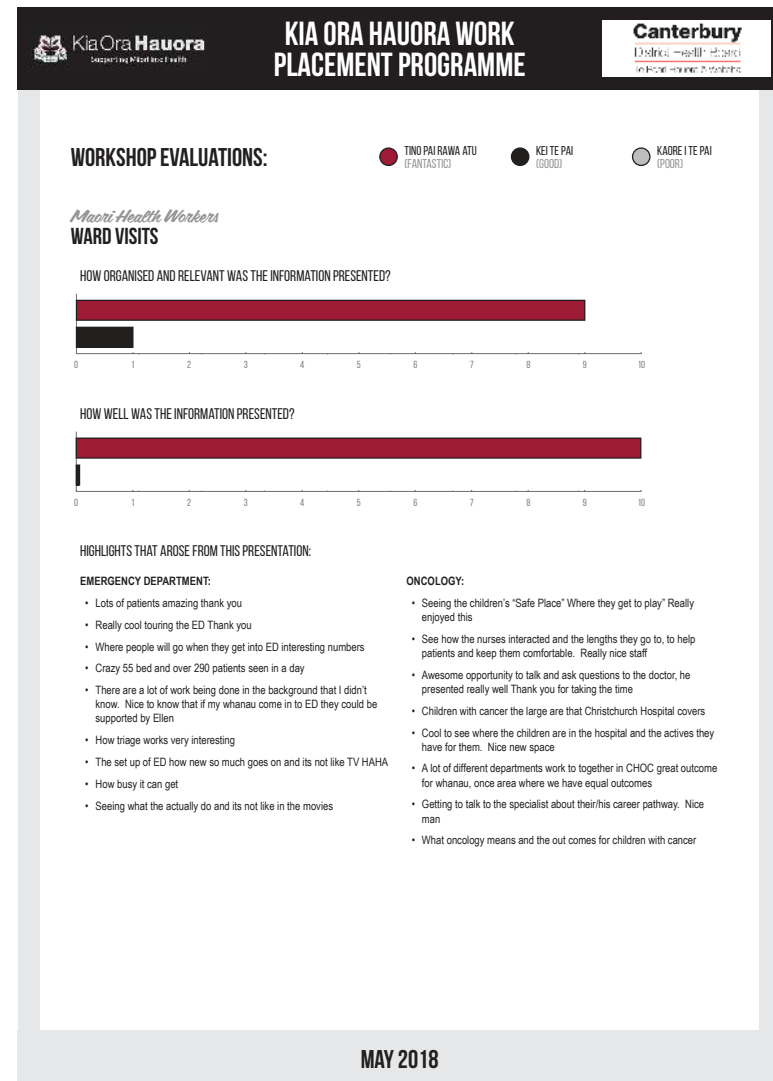 Kia Ora Hauora
Supporting Māori into Health
KIA ORA HAUORA WORK
PLACEMENT PROGRAMME
Canterbury
District Health Board
Te Poari Hauora ō Waitaha
WORKSHOP EVALUATIONS:
TINO PAI RAWA ATU
(FANTASTIC)
KEI TE PAI
(GOOD)
KAORE I TE PAI
(POOR)
Maori Health Workers
WARD VISITS
HOW ORGANISED AND RELEVANT WAS THE INFORMATION PRESENTED?
0 1 2 3 4 5 6 7 8 9 10
HOW WELL WAS THE INFORMATION PRESENTED?
0 1 2 3 4 5 6 7 8 9 10
HIGHLIGHTS THAT AROSE FROM THIS PRESENTATION:
EMERGENCY DEPARTMENT:
• Lots of patients amazing thank you
• Really cool touring the ED Thank you
• Where people will go when they get into ED interesting numbers
• Crazy 55 bed and over 290 patients seen in a day
• There are a lot of work being done in the background that I didn't
know. Nice to know that if my whanau come in to ED they could be
supported by Ellen
• How triage works very interesting
• The set up of ED how new so much goes on and its not like TV HAHA
• How busy it can get
• Seeing what the actually do and its not like in the movies
ONCOLOGY:
• Seeing the children's “Safe Place” Where they get to play” Really
enjoyed this
• See how the nurses interacted and the lengths they go to, to help
patients and keep them comfortable. Really nice staff
• Awesome opportunity to talk and ask questions to the doctor, he
presented really well Thank you for taking the time
• Children with cancer the large are that Christchurch Hospital covers
• Cool to see where the children are in the hospital and the actives they
have for them. Nice new space
• A lot of different departments work to together in CHOC great outcome
for whanau, once area where we have equal outcomes
• Getting to talk to the specialist about their/his career pathway. Nice
man
• What oncology means and the out comes for children with cancer
MAY 2018